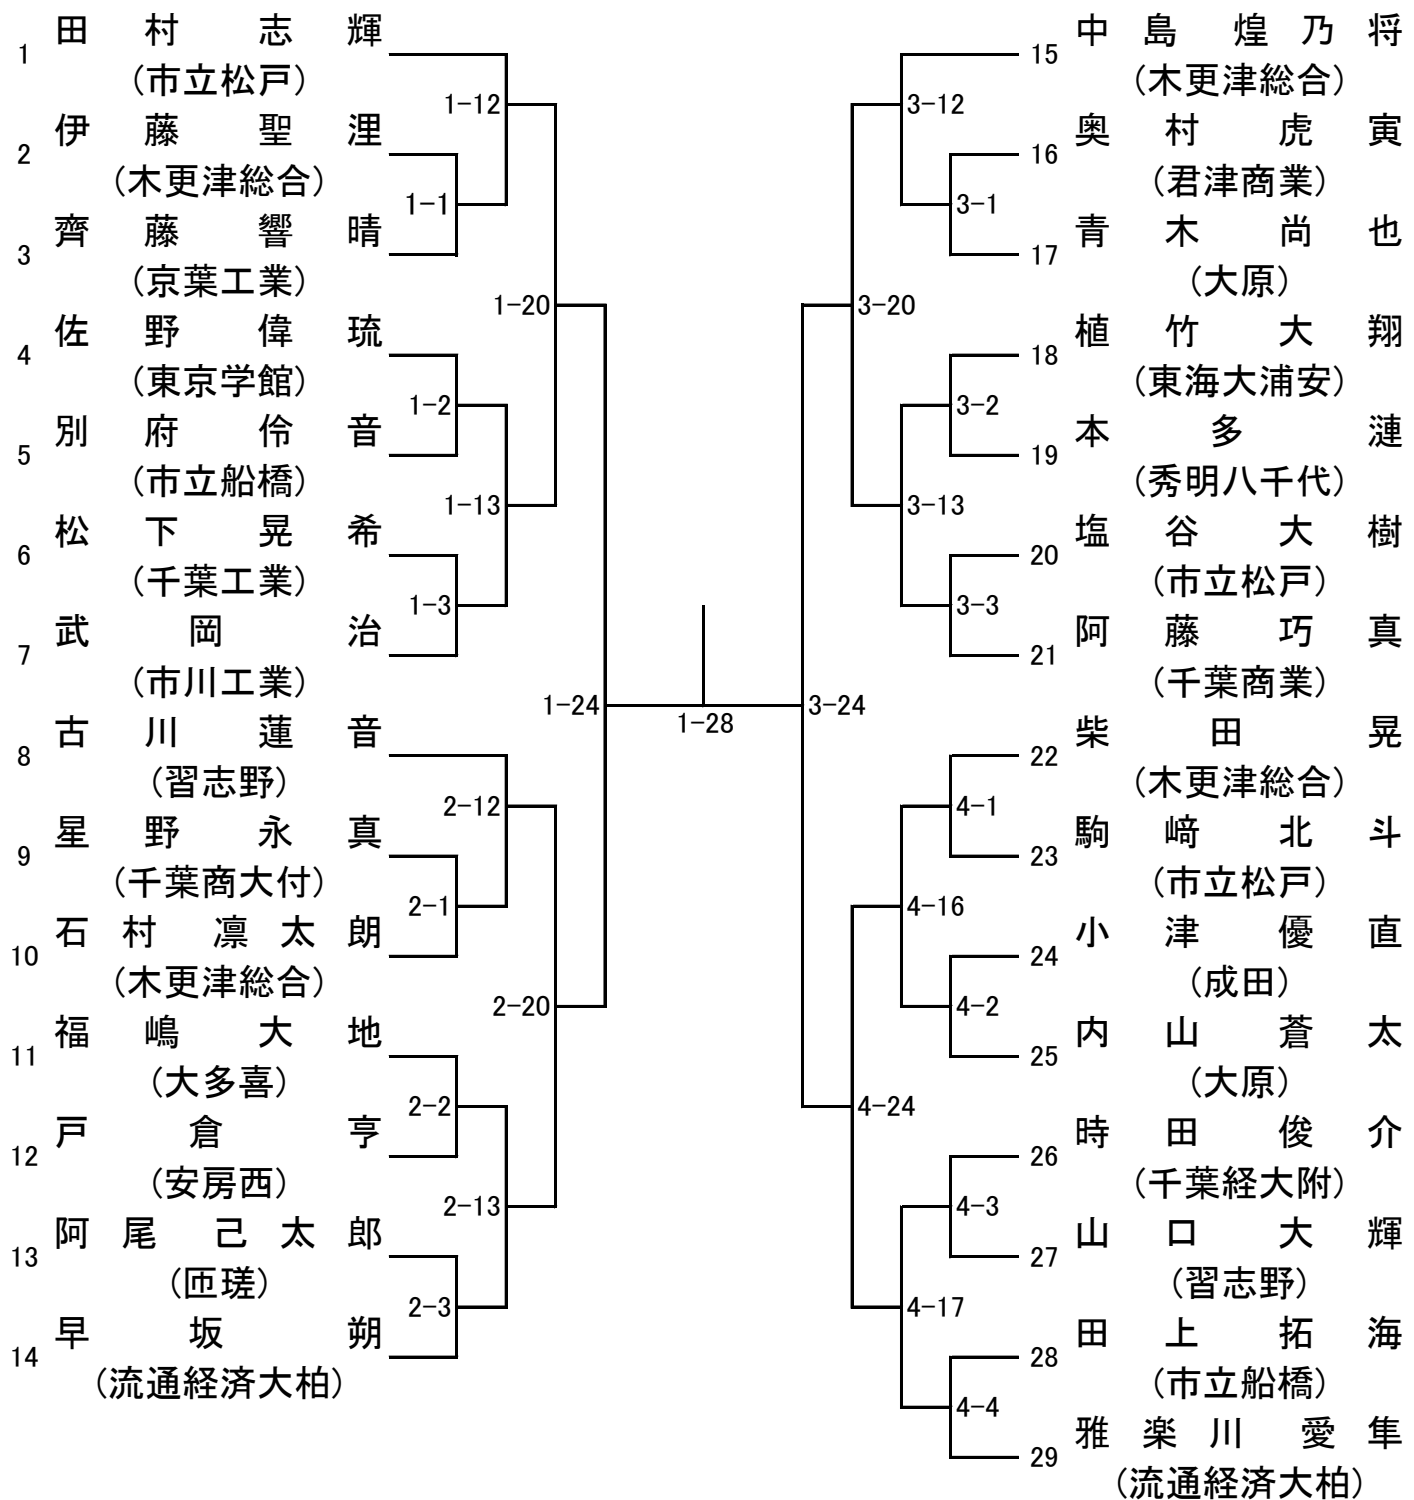 1 田村志輝
(市立松戸)
2 伊藤聖浬
(木更津総合)
3 齊藤響晴
(京葉工業)
4 佐野偉琉
(東京学館)
5 別府伶音
(市立船橋)
6 松下晃希
(千葉工業)
7 武岡治
(市川工業)
8 古川蓮音
(習志野)
9 星野永真
(千葉商大付)
10 石村凛太朗
(木更津総合)
11 福嶋大地
(大多喜)
12 戸倉亨
(安房西)
13 阿尾己太郎
(匝瑳)
14 早坂朔
(流通経済大柏)
1-12
1-1
1-20
1-2
1-13
1-3
1-24
2-12
2-1
2-20
2-2
2-13
2-3
1-28
3-12
3-1
3-20
3-2
3-13
3-3
3-24
4-1
4-16
4-2
4-24
4-3
4-17
4-4
15 中島煌乃将
(木更津総合)
16 奥村虎寅
(君津商業)
17 青木尚也
(大原)
18 植竹大翔
(東海大浦安)
19 本多漣
(秀明八千代)
20 塩谷大樹
(市立松戸)
21 阿藤巧真
(千葉商業)
22 柴田晃
(木更津総合)
23 駒﨑北斗
(市立松戸)
24 小津優直
(成田)
25 内山蒼太
(大原)
26 時田俊介
(千葉経大附)
27 山口大輝
(習志野)
28 田上拓海
(市立船橋)
29 雅楽川愛隼
(流通経済大柏)